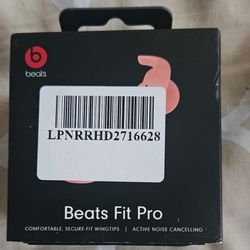 beats
LPNRRHD2716628
Beats Fit Pro
COMFORTABLE, SECURE-FIT WINGTIPS | ACTIVE NOISE CANCELLING